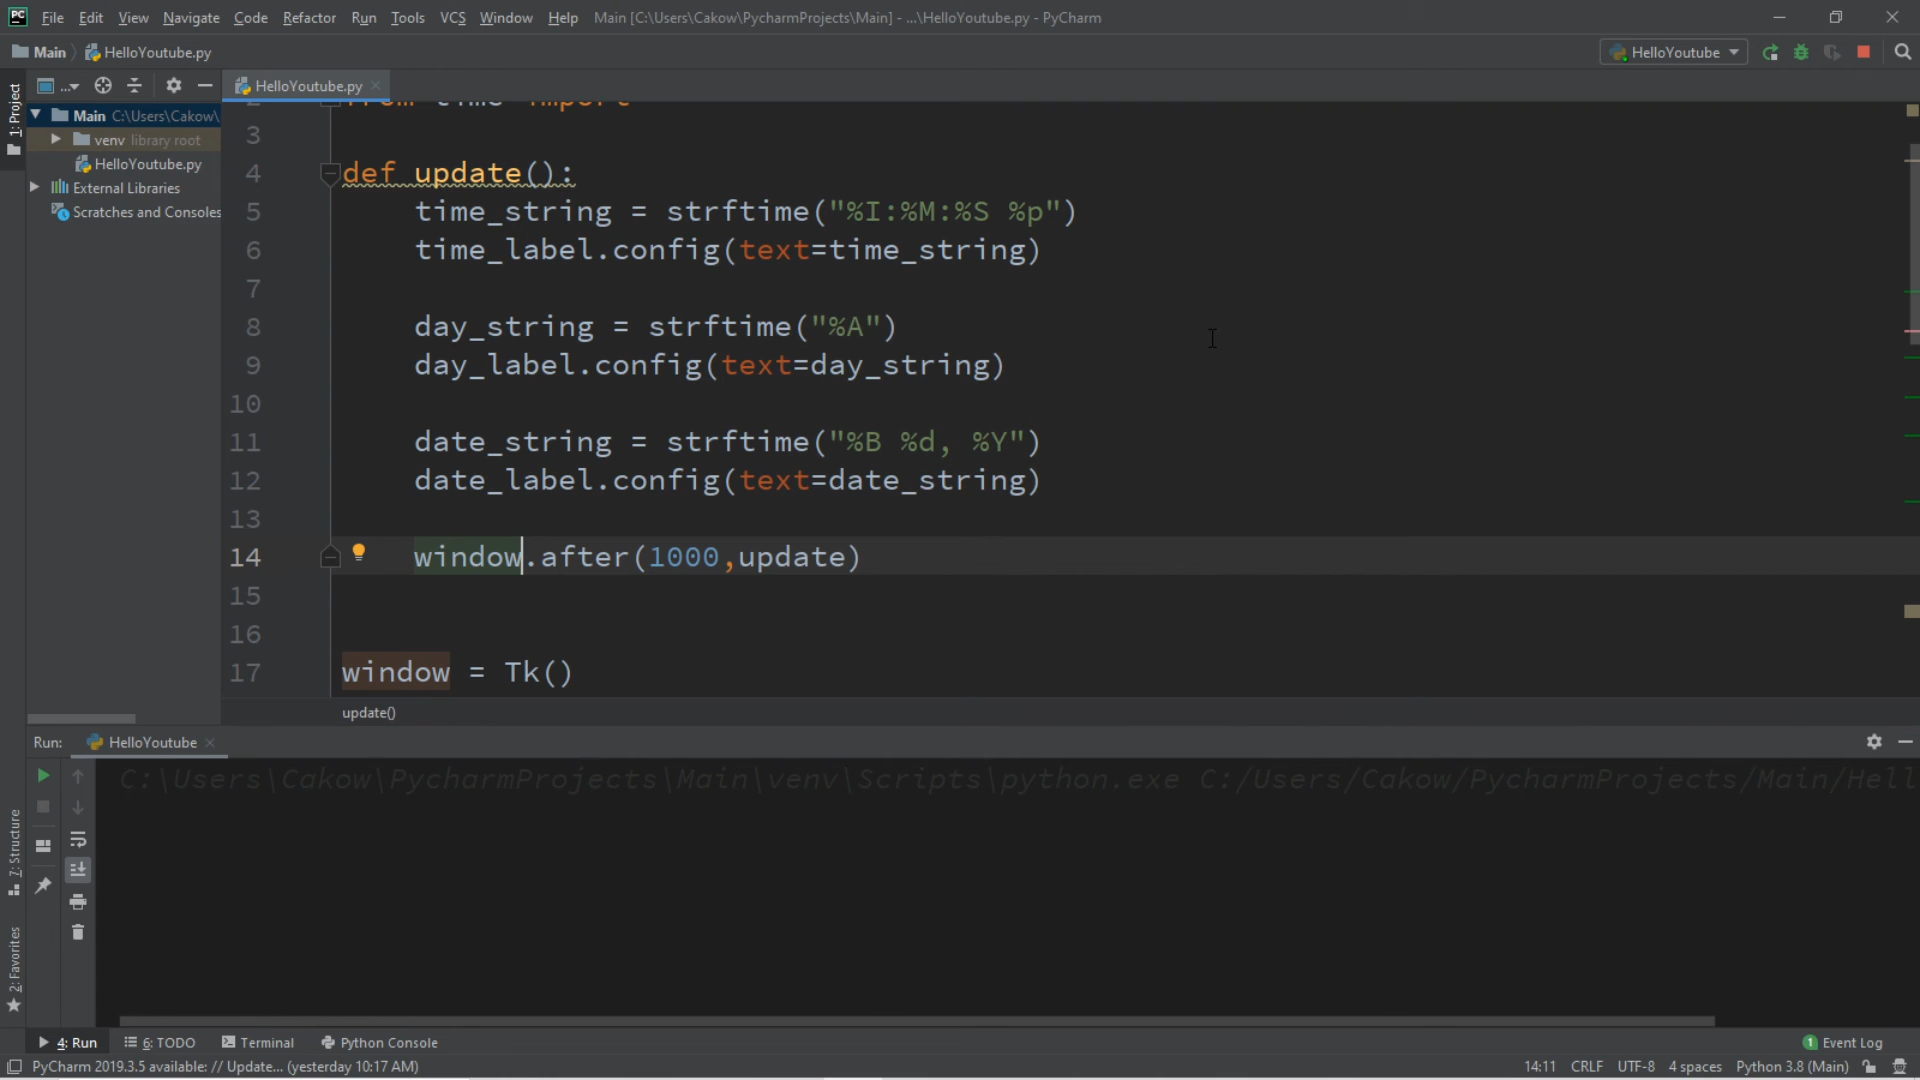 PC File Edit View Navigate Code Refactor Run Tools VCS Window Help Main [C:\Users\Cakow\PycharmProjects\Main] - ...\HelloYoutube.py - PyCharm
Main HelloYoutube.py HelloYoutube
... HelloYoutube.py
1: Project
Main C:\Users\Cakow\
venv library root
HelloYoutube.py
External Libraries
Scratches and Consoles
2 from time import
3
4 def update():
5 time_string = strftime("%I:%M:%S %p")
6 time_label.config(text=time_string)
7
8 day_string = strftime("%A")
9 day_label.config(text=day_string)
10
11 date_string = strftime("%B %d, %Y")
12 date_label.config(text=date_string)
13
14 window.after(1000,update)
15
16
17 window = Tk()
update()
Run: HelloYoutube
C:\Users\Cakow\PycharmProjects\Main\venv\Scripts\python.exe C:/Users/Cakow/PycharmProjects/Main/Hell
7: Structure
2: Favorites
4: Run 6: TODO Terminal Python Console 1 Event Log
PyCharm 2019.3.5 available: // Update... (yesterday 10:17 AM) 14:11 CRLF UTF-8 4 spaces Python 3.8 (Main)